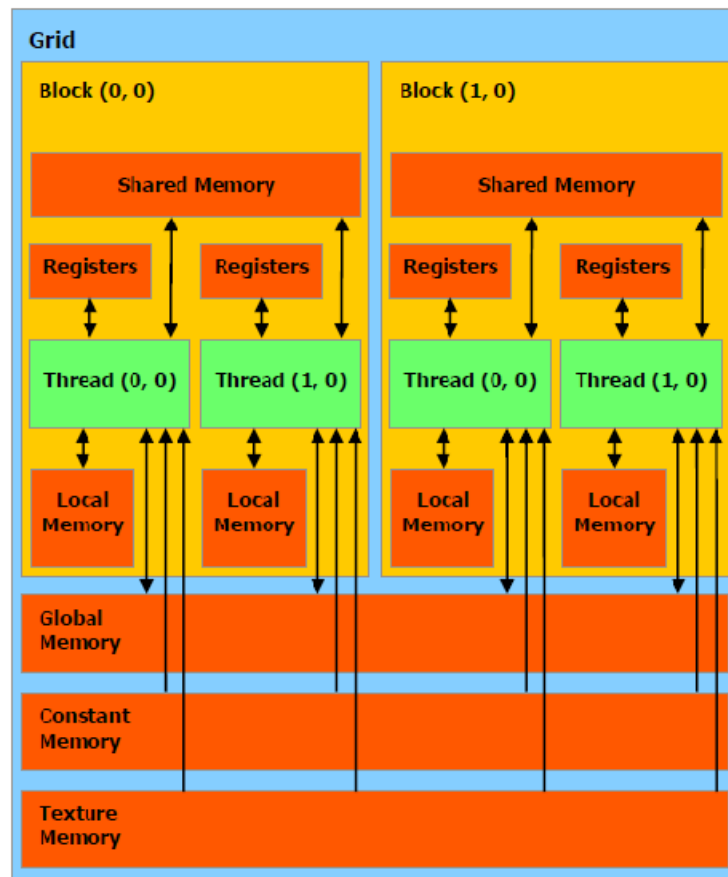 Grid
Block (0, 0)
Block (1, 0)
Shared Memory
Shared Memory
Registers
Registers
Registers
Registers
Thread (0, 0)
Thread (1, 0)
Thread (0, 0)
Thread (1, 0)
Local
Memory
Local
Memory
Local
Memory
Local
Memory
Global
Memory
Constant
Memory
Texture
Memory